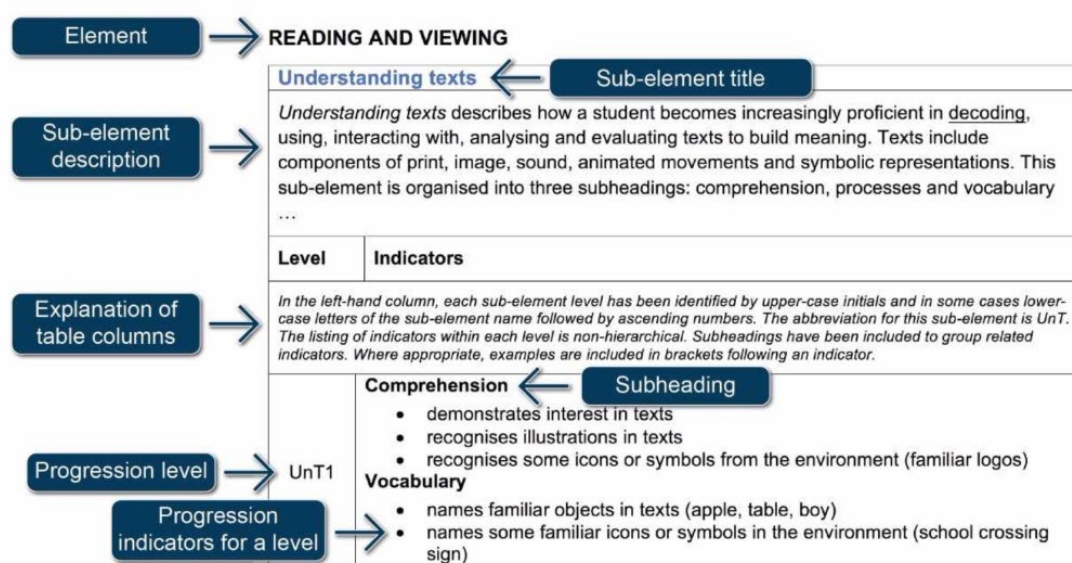 Element
READING AND VIEWING
Understanding texts
Sub-element title
Sub-element
description
Understanding texts describes how a student becomes increasingly proficient in decoding,
using, interacting with, analysing and evaluating texts to build meaning. Texts include
components of print, image, sound, animated movements and symbolic representations. This
sub-element is organised into three subheadings: comprehension, processes and vocabulary
…
Level Indicators
Explanation of
table columns
In the left-hand column, each sub-element level has been identified by upper-case initials and in some cases lower-
case letters of the sub-element name followed by ascending numbers. The abbreviation for this sub-element is UnT.
The listing of indicators within each level is non-hierarchical. Subheadings have been included to group related
indicators. Where appropriate, examples are included in brackets following an indicator.
Comprehension
Subheading
• demonstrates interest in texts
• recognises illustrations in texts
• recognises some icons or symbols from the environment (familiar logos)
Progression level
UnT1
Vocabulary
• names familiar objects in texts (apple, table, boy)
Progression
indicators for a level
• names some familiar icons or symbols in the environment (school crossing
sign)